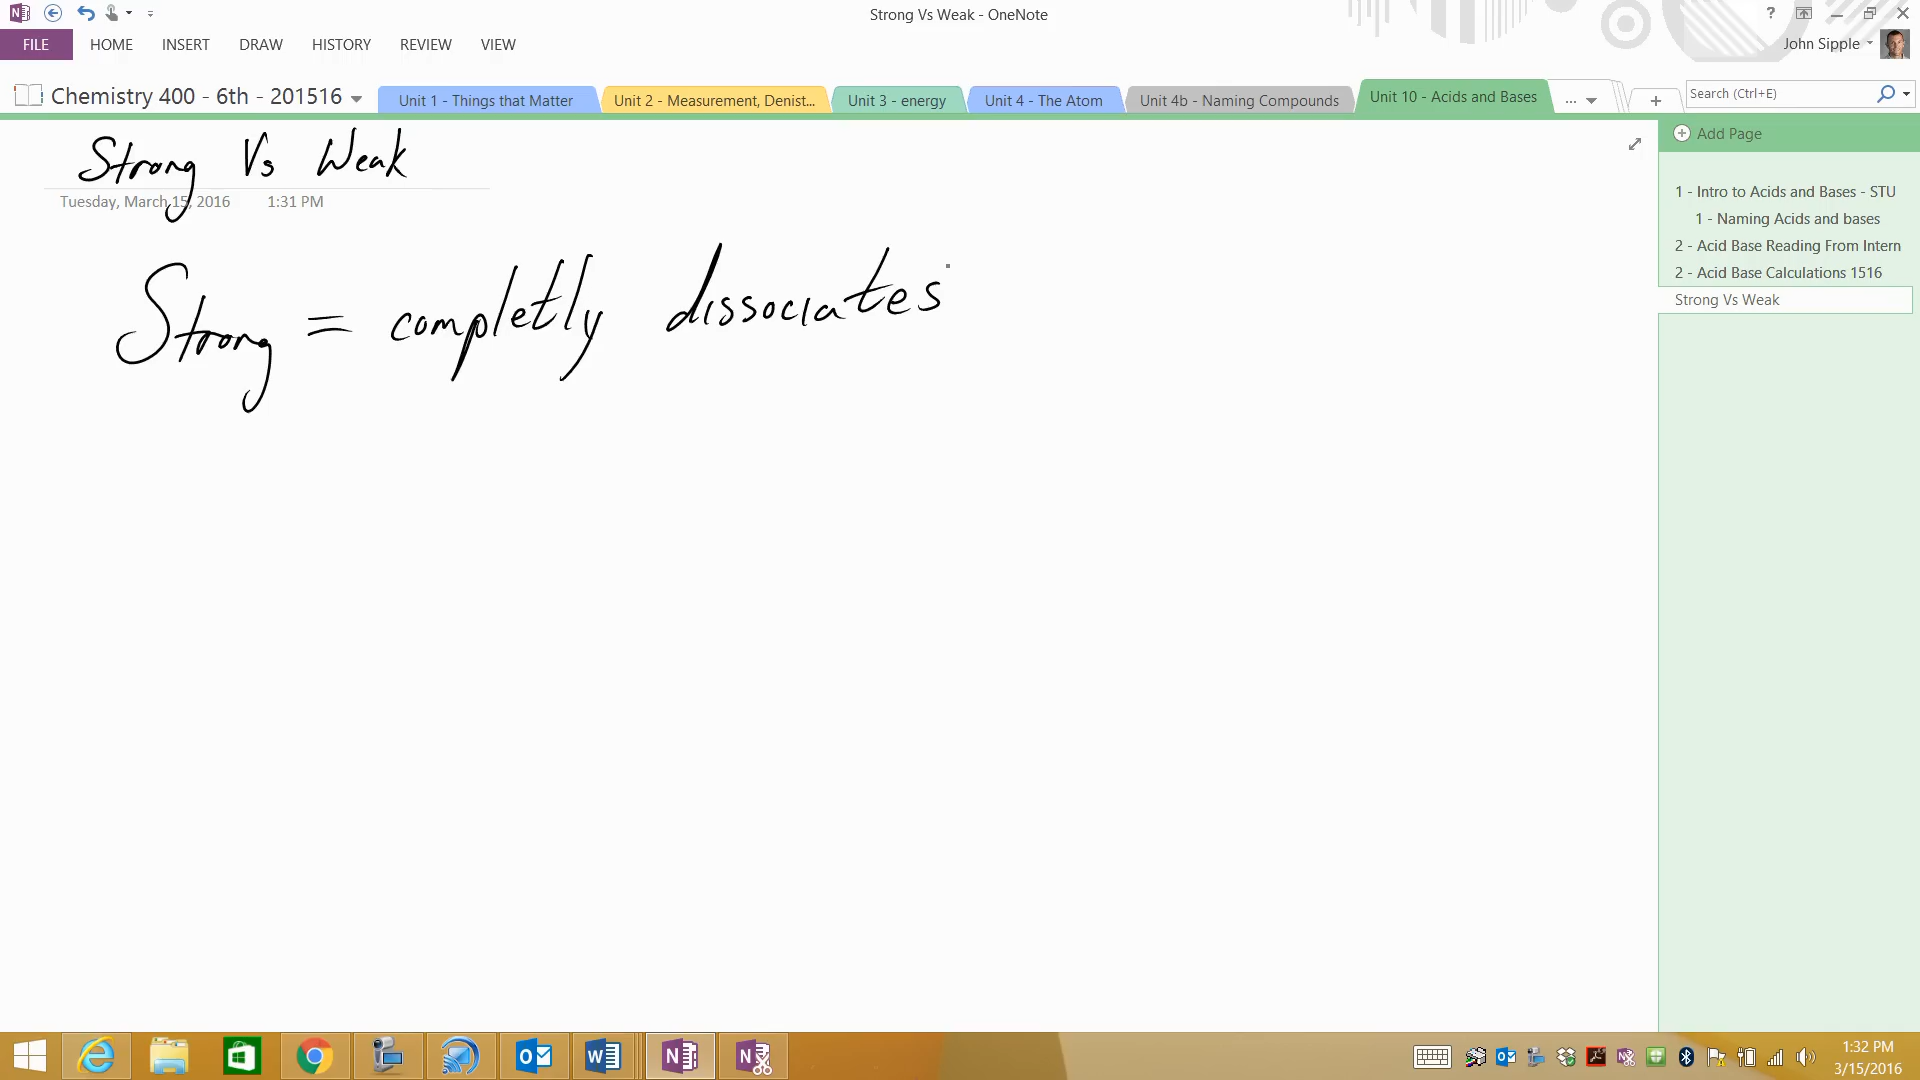 Strong Vs Weak - OneNote
?
FILE HOME INSERT DRAW HISTORY REVIEW VIEW
John Sipple
Chemistry 400 - 6th - 201516
Unit 1 - Things that Matter
Unit 2 - Measurement, Denist...
Unit 3 - energy
Unit 4 - The Atom
Unit 4b - Naming Compounds
Unit 10 - Acids and Bases
...
Search (Ctrl+E)
Strong Vs Weak
Tuesday, March 15, 2016 1:31 PM
Strong = completly dissociates
Add Page
1 - Intro to Acids and Bases - STU
1 - Naming Acids and bases
2 - Acid Base Reading From Intern
2 - Acid Base Calculations 1516
Strong Vs Weak
1:32 PM
3/15/2016